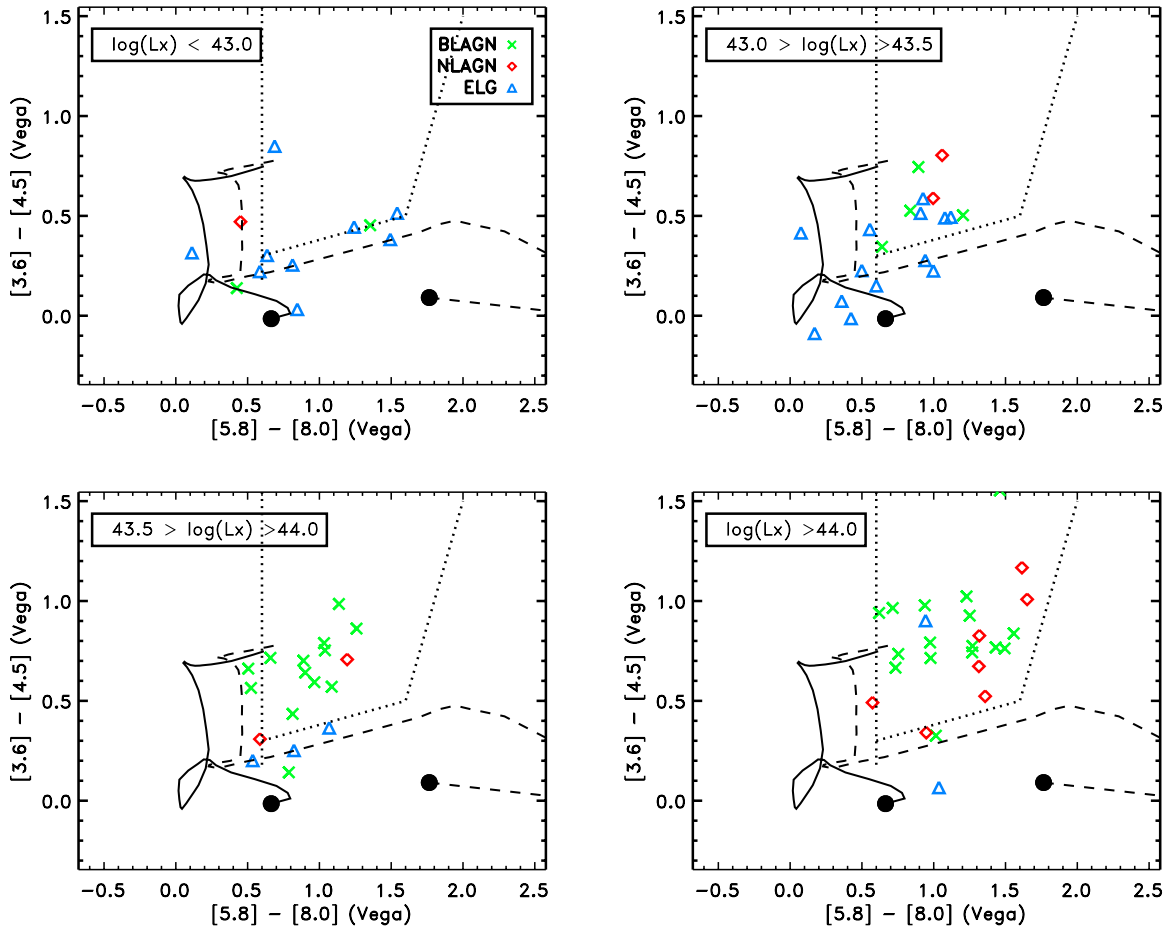 log(Lx) < 43.0
BLAGN
NLAGN
ELG
1.5
1.0
0.5
0.0
[3.6] - [4.5] (Vega)
-0.5 0.0 0.5 1.0 1.5 2.0 2.5
[5.8] - [8.0] (Vega)
43.0 > log(Lx) >43.5
1.5
1.0
0.5
0.0
[3.6] - [4.5] (Vega)
-0.5 0.0 0.5 1.0 1.5 2.0 2.5
[5.8] - [8.0] (Vega)
43.5 > log(Lx) >44.0
1.5
1.0
0.5
0.0
[3.6] - [4.5] (Vega)
-0.5 0.0 0.5 1.0 1.5 2.0 2.5
[5.8] - [8.0] (Vega)
log(Lx) >44.0
1.5
1.0
0.5
0.0
[3.6] - [4.5] (Vega)
-0.5 0.0 0.5 1.0 1.5 2.0 2.5
[5.8] - [8.0] (Vega)